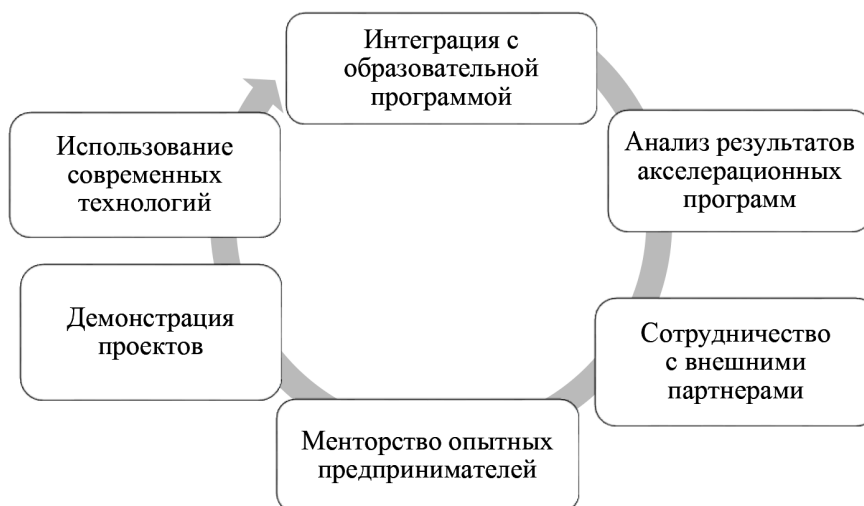 Интеграция с
образовательной
программой
Анализ результатов
акселерационных
программ
Сотрудничество
с внешними
партнерами
Менторство опытных
предпринимателей
Демонстрация
проектов
Использование
современных
технологий